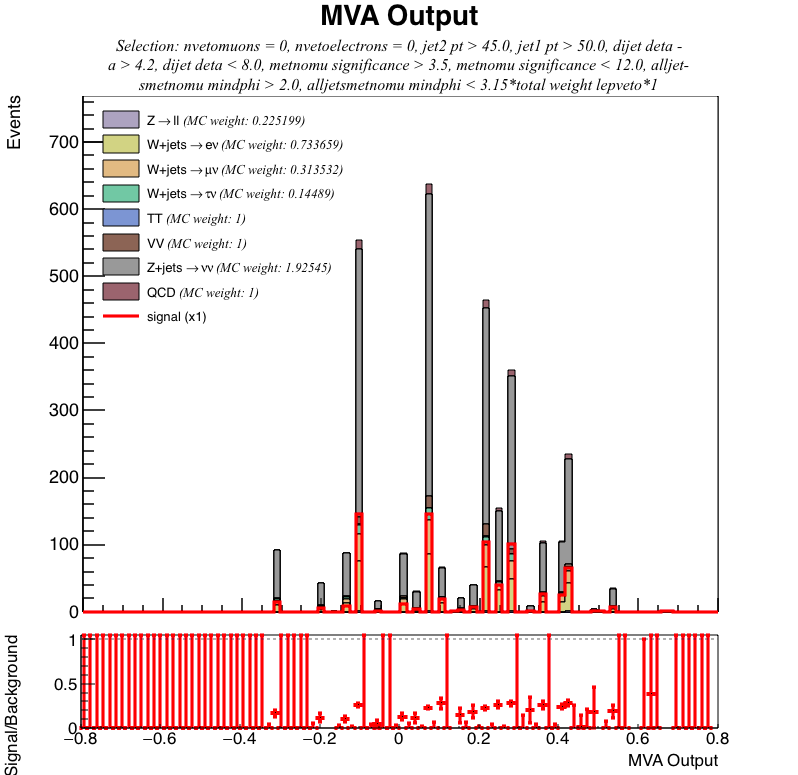 MVA Output
Selection: nvetomuons = 0, nvetoelectrons = 0, jet2 pt > 45.0, jet1 pt > 50.0, dijet deta -
a > 4.2, dijet deta < 8.0, metnomu significance > 3.5, metnomu significance < 12.0, alljet-
smetnomu mindphi > 2.0, alljetsmetnomu mindphi < 3.15*total weight lepveto*1
Events
700
600
500
400
300
200
100
0
Z→ll (MC weight: 0.225199)
W+jets→eν (MC weight: 0.733659)
W+jets→μν (MC weight: 0.313532)
W+jets→τν (MC weight: 0.14489)
TT (MC weight: 1)
VV (MC weight: 1)
Z+jets→νν (MC weight: 1.92545)
QCD (MC weight: 1)
signal (x1)
Signal/Background
1
0.5
0
−0.8 −0.6 −0.4 −0.2 0 0.2 0.4 0.6 0.8
MVA Output